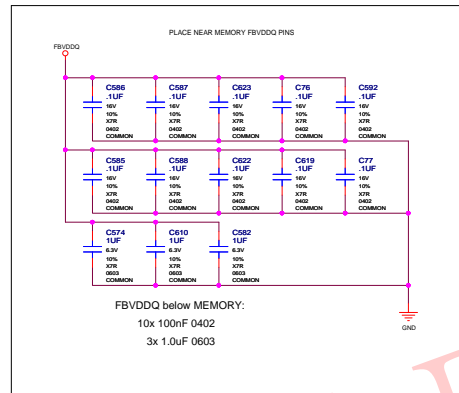 PLACE NEAR MEMORY FBVDDQ PINS
FBVDDQ
C586 C587 C623 C76 C592
.1UF .1UF .1UF .1UF .1UF
16V 16V 16V 16V 16V
10% 10% 10% 10% 10%
X7R X7R X7R X7R X7R
0402 0402 0402 0402 0402
COMMON COMMON COMMON COMMON COMMON
C585 C588 C622 C619 C77
.1UF .1UF .1UF .1UF .1UF
16V 16V 16V 16V 16V
10% 10% 10% 10% 10%
X7R X7R X7R X7R X7R
0402 0402 0402 0402 0402
COMMON COMMON COMMON COMMON COMMON
C574 C610 C582
1UF 1UF 1UF
6.3V 6.3V 6.3V
10% 10% 10%
X7R X7R X7R
0603 0603 0603
COMMON COMMON COMMON
FBVDDQ below MEMORY:
10x 100nF 0402
3x 1.0uF 0603
GND